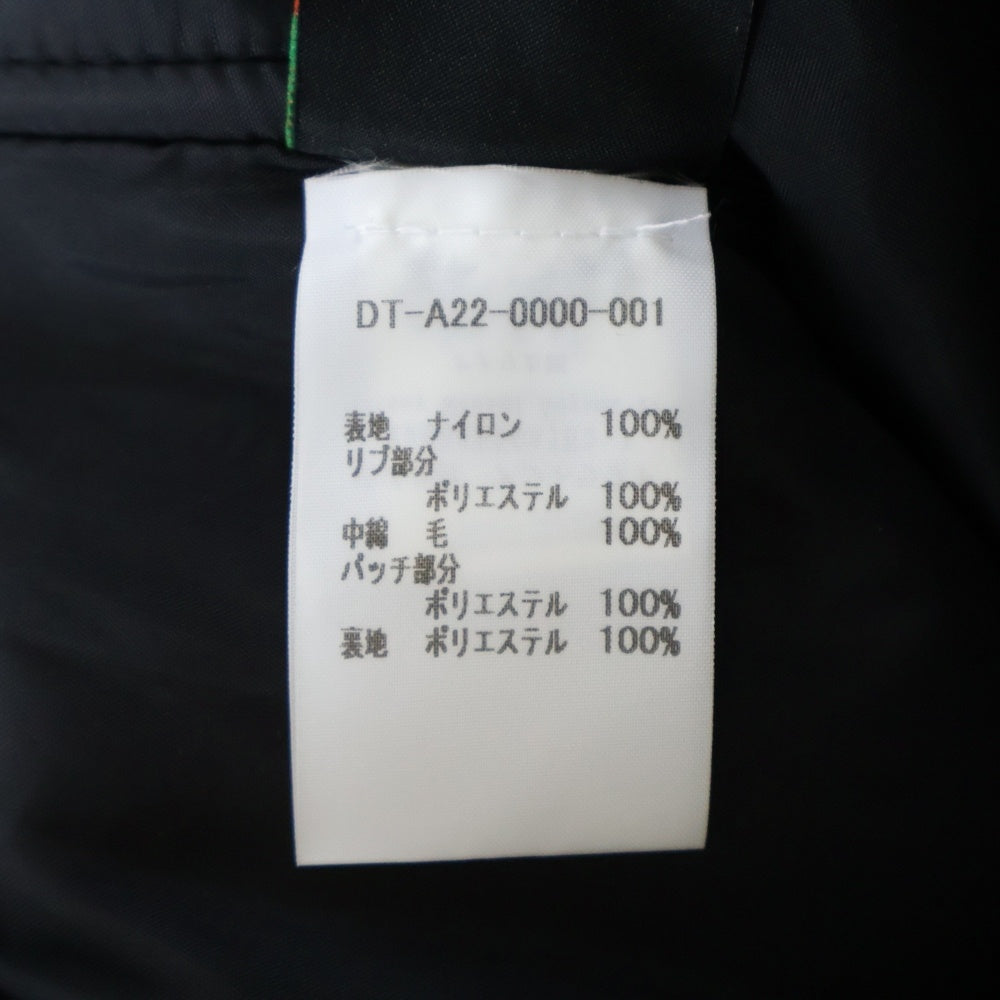 DT-A22-0000-001
表地 ナイロン 100%
リブ部分
ポリエステル 100%
中綿 毛 100%
パッチ部分
ポリエステル 100%
裏地 ポリエステル 100%